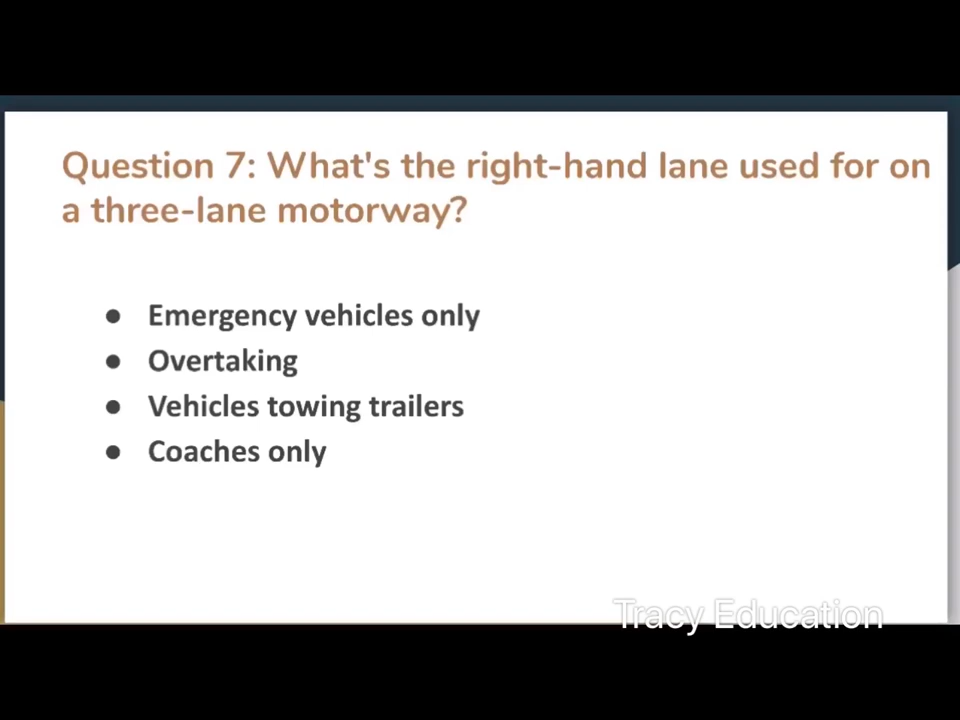 Question 7: What's the right-hand lane used for on
a three-lane motorway?
● Emergency vehicles only
● Overtaking
● Vehicles towing trailers
● Coaches only
Tracy Education